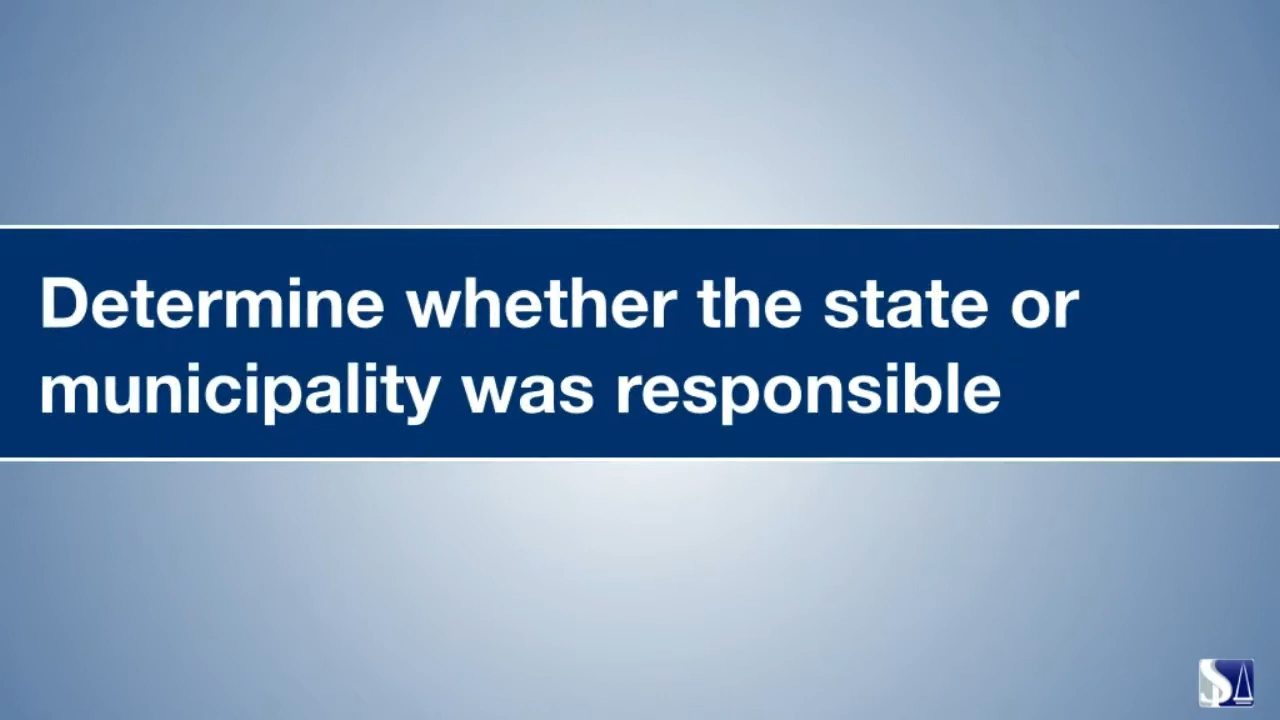 Determine whether the state or
municipality was responsible